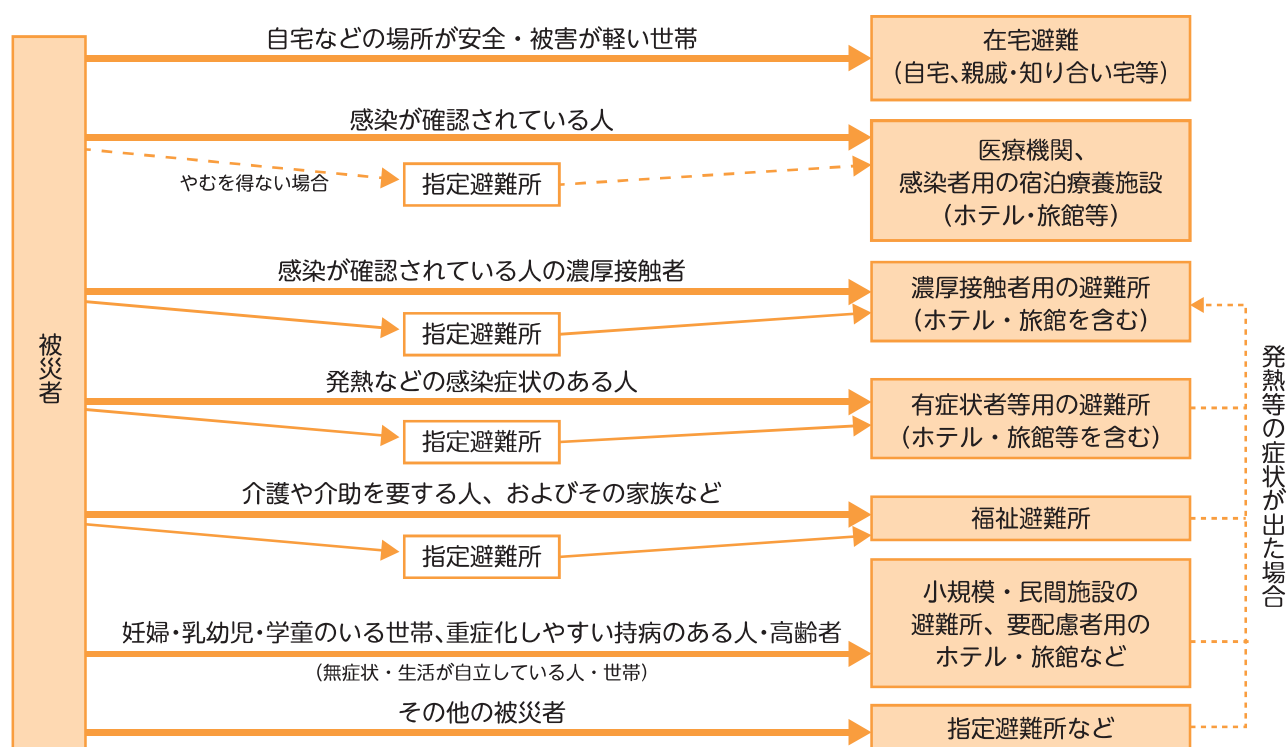 被災者
自宅などの場所が安全・被害が軽い世帯
在宅避難
(自宅、親戚・知り合い宅等)
感染が確認されている人
やむを得ない場合
指定避難所
医療機関、
感染者用の宿泊療養施設
(ホテル・旅館等)
感染が確認されている人の濃厚接触者
指定避難所
濃厚接触者用の避難所
(ホテル・旅館を含む)
発熱などの感染症状のある人
指定避難所
有症状者等用の避難所
(ホテル・旅館等を含む)
介護や介助を要する人、およびその家族など
指定避難所
福祉避難所
妊婦・乳幼児・学童のいる世帯、重症化しやすい持病のある人・高齢者
(無症状・生活が自立している人・世帯)
小規模・民間施設の
避難所、要配慮者用の
ホテル・旅館など
その他の被災者
指定避難所など
発熱等の症状が出た場合